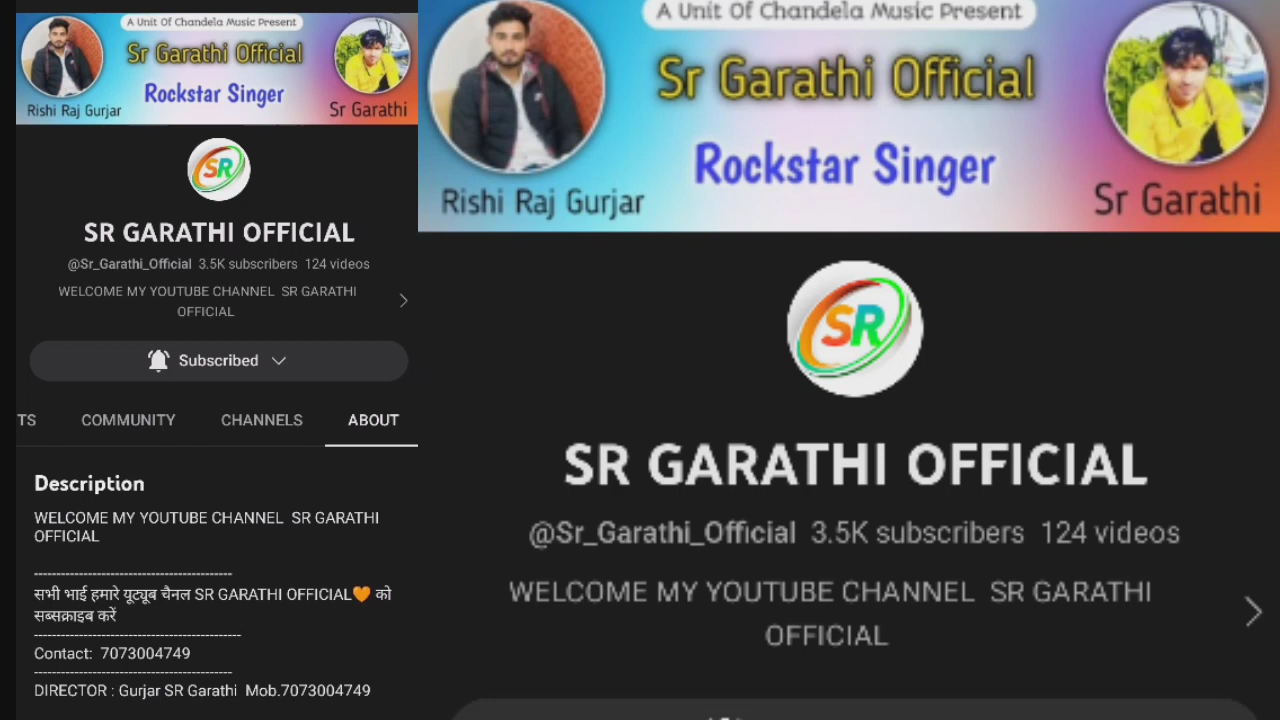 A Unit Of Chandela Music Present
Sr Garathi Official
Rockstar Singer
Rishi Raj Gurjar
Sr Garathi
SR
SR GARATHI OFFICIAL
@Sr_Garathi_Official 3.5K subscribers 124 videos
WELCOME MY YOUTUBE CHANNEL SR GARATHI
OFFICIAL
Subscribed
TS COMMUNITY CHANNELS ABOUT
Description
WELCOME MY YOUTUBE CHANNEL SR GARATHI
OFFICIAL
--------------------------------------------
सभी भाई हमारे यूट्यूब चैनल SR GARATHI OFFICIAL🧡 को
सब्सक्राइब करें
----------------------------------------------
Contact: 7073004749
--------------------------------------------
DIRECTOR : Gurjar SR Garathi Mob.7073004749
A Unit Of Chandela Music Present
Sr Garathi Official
Rockstar Singer
Rishi Raj Gurjar
Sr Garathi
SR
SR GARATHI OFFICIAL
@Sr_Garathi_Official 3.5K subscribers 124 videos
WELCOME MY YOUTUBE CHANNEL SR GARATHI
OFFICIAL